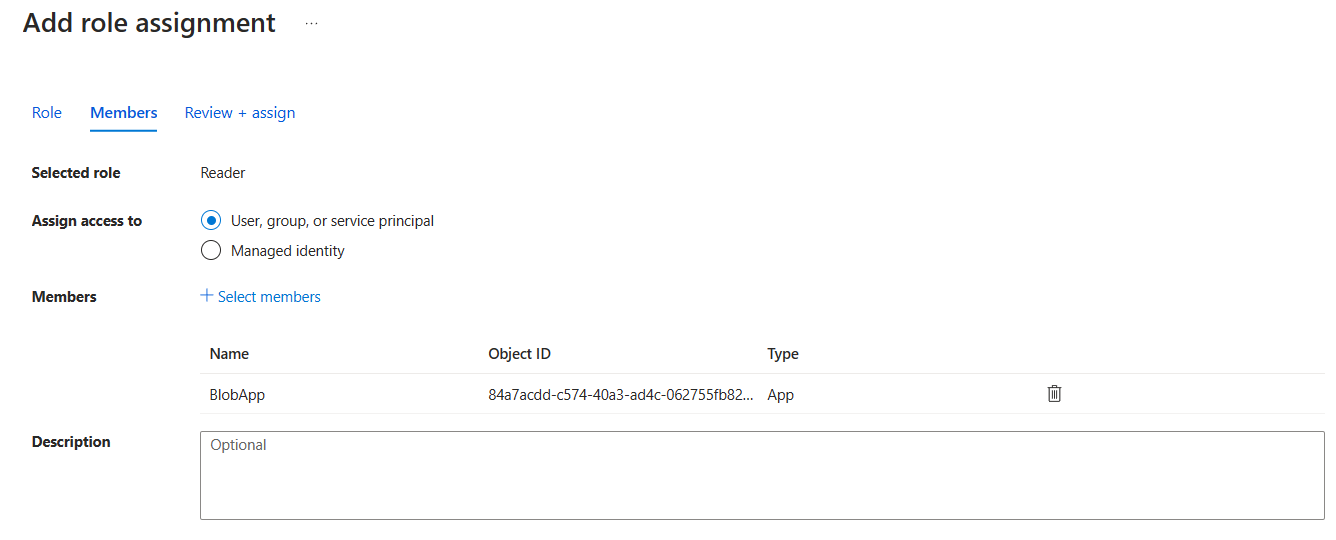 Add role assignment ...
Role Members Review + assign
Selected role Reader
Assign access to User, group, or service principal
Managed identity
Members + Select members
Name Object ID Type
BlobApp 84a7acdd-c574-40a3-ad4c-062755fb82... App
Description Optional